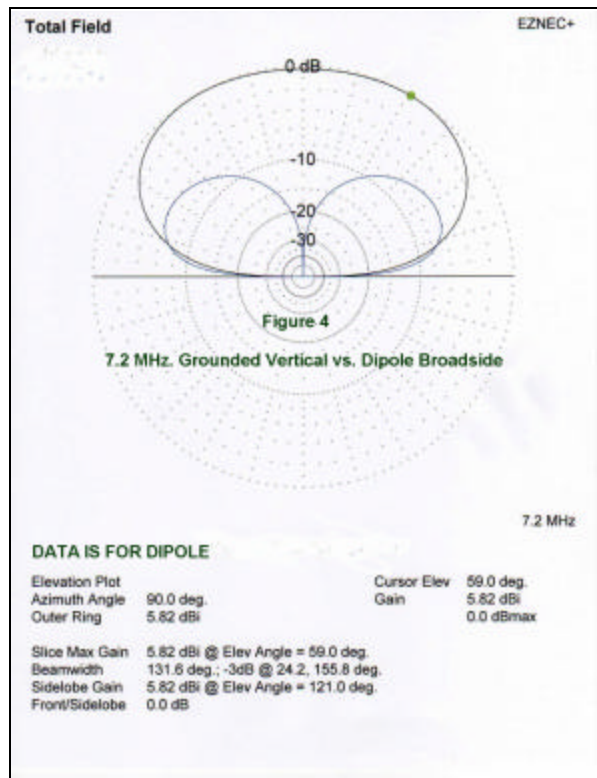 Total Field
EZNEC+
0 dB
-10
-20
-30
Figure 4
7.2 MHz. Grounded Vertical vs. Dipole Broadside
7.2 MHz
DATA IS FOR DIPOLE
Elevation Plot
Cursor Elev 59.0 deg.
Azimuth Angle 90.0 deg.
Gain 5.82 dBi
Outer Ring 5.82 dBi
0.0 dBmax
Slice Max Gain 5.82 dBi @ Elev Angle = 59.0 deg.
Beamwidth 131.6 deg.; -3dB @ 24.2, 155.8 deg.
Sidelobe Gain 5.82 dBi @ Elev Angle = 121.0 deg.
Front/Sidelobe 0.0 dB